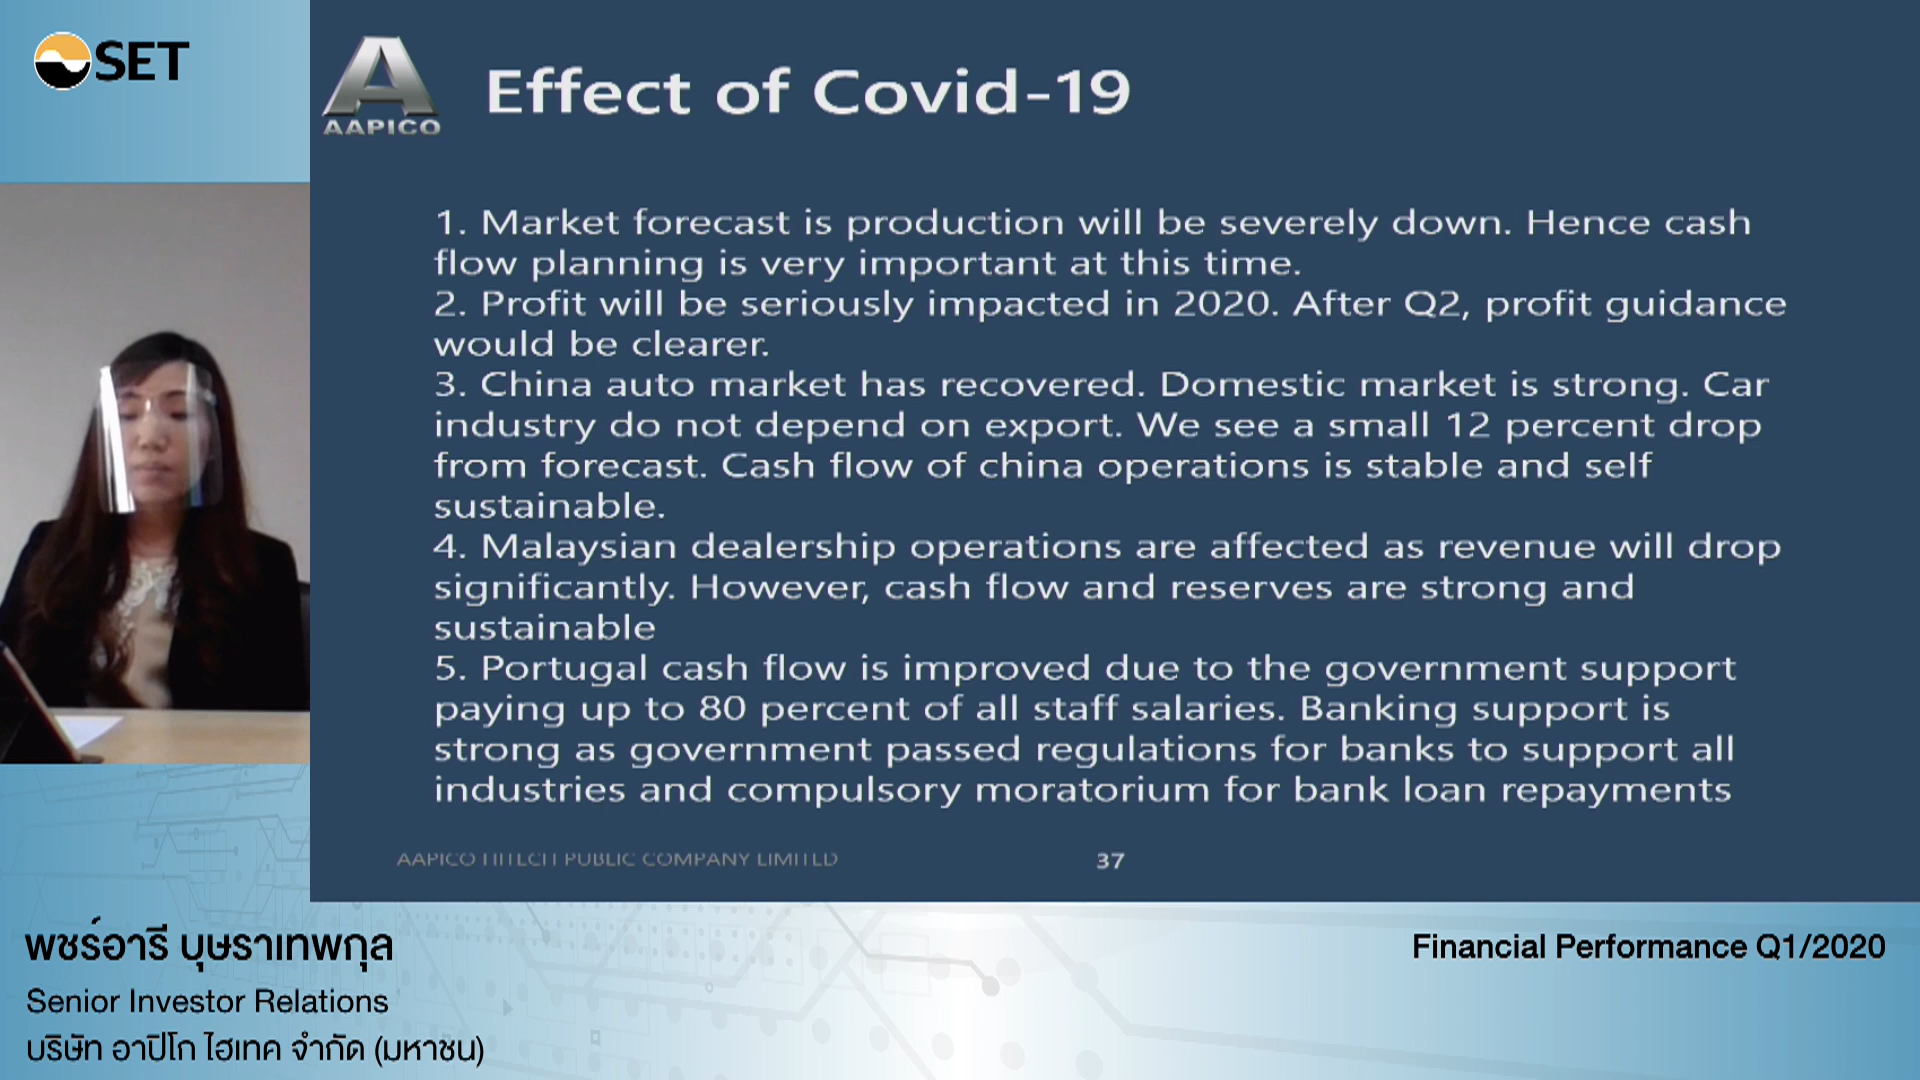 SET
AAPICO
Effect of Covid-19
1. Market forecast is production will be severely down. Hence cash
flow planning is very important at this time.
2. Profit will be seriously impacted in 2020. After Q2, profit guidance
would be clearer.
3. China auto market has recovered. Domestic market is strong. Car
industry do not depend on export. We see a small 12 percent drop
from forecast. Cash flow of china operations is stable and self
sustainable.
4. Malaysian dealership operations are affected as revenue will drop
significantly. However, cash flow and reserves are strong and
sustainable
5. Portugal cash flow is improved due to the government support
paying up to 80 percent of all staff salaries. Banking support is
strong as government passed regulations for banks to support all
industries and compulsory moratorium for bank loan repayments
AAPICO HITECH PUBLIC COMPANY LIMITED
37
พชร์อารี บุษราเทพกุล
Senior Investor Relations
บริษัท อาปิโก ไฮเทค จำกัด (มหาชน)
Financial Performance Q1/2020